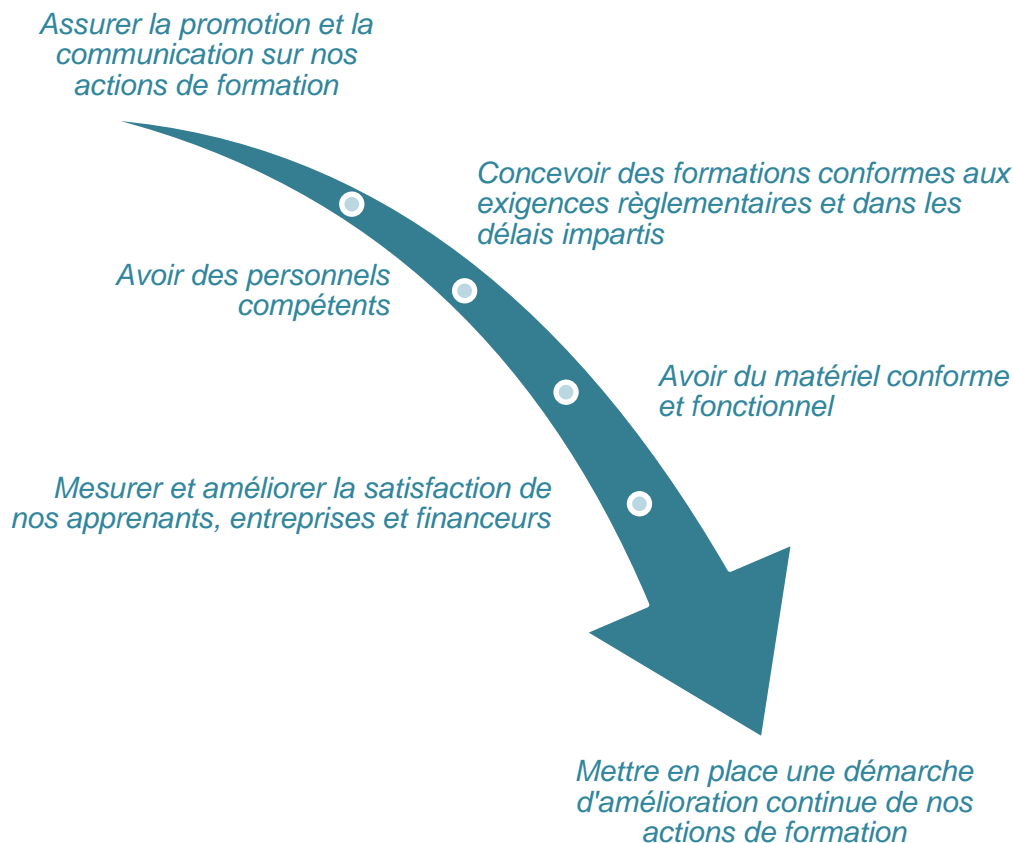 Assurer la promotion et la
communication sur nos
actions de formation
Concevoir des formations conformes aux
exigences règlementaires et dans les
délais impartis
Avoir des personnels
compétents
Avoir du matériel conforme
et fonctionnel
Mesurer et améliorer la satisfaction de
nos apprenants, entreprises et financeurs
Mettre en place une démarche
d'amélioration continue de nos
actions de formation